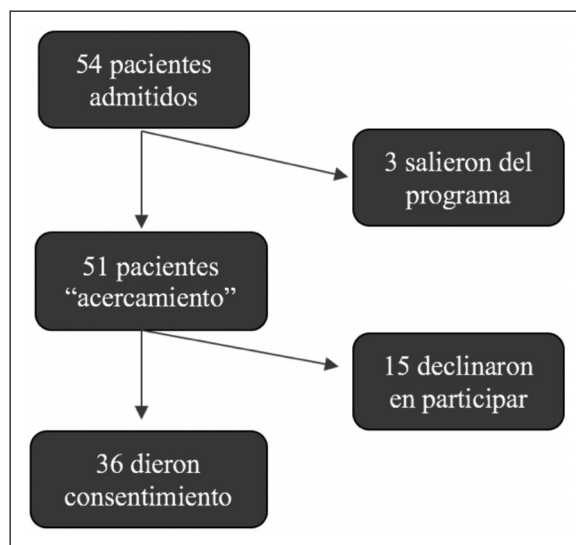 54 pacientes
admitidos
3 salieron del
programa
51 pacientes
“acercamiento”
15 declinaron
en participar
36 dieron
consentimiento